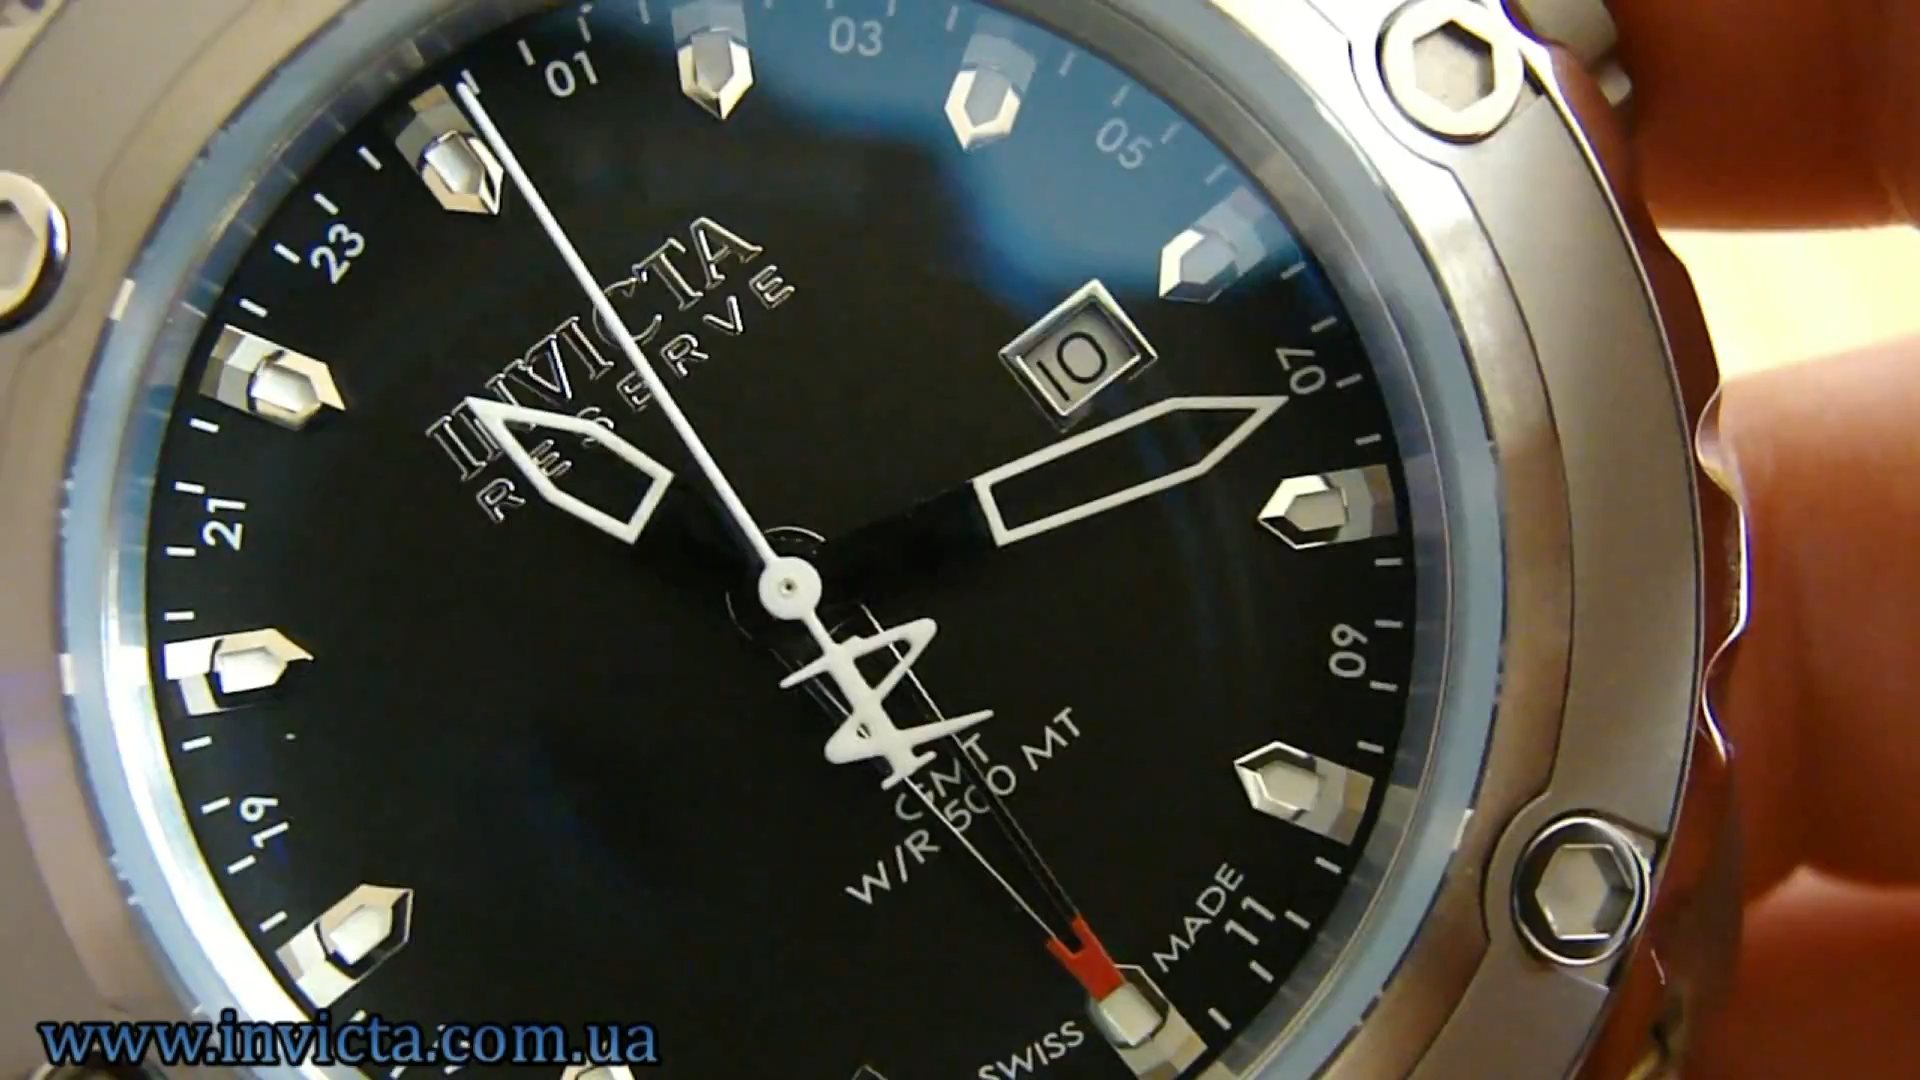 01
03
05
07
09
11
19
21
23
INVICTA
RESERVE
10
GMT
W/R 500 MT
SWISS
MADE
www.invicta.com.ua